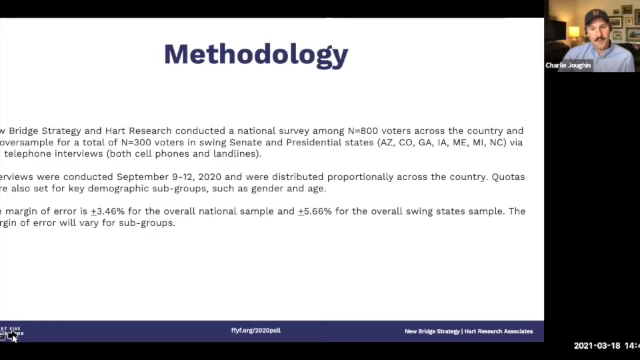 Methodology
Charlie Joughin
w Bridge Strategy and Hart Research conducted a national survey among N=800 voters across the country and
oversample for a total of N=300 voters in swing Senate and Presidential states (AZ, CO, GA, IA, ME, MI, NC) via
telephone interviews (both cell phones and landlines).
erviews were conducted September 9-12, 2020 and were distributed proportionally across the country. Quotas
re also set for key demographic sub-groups, such as gender and age.
e margin of error is +3.46% for the overall national sample and +5.66% for the overall swing states sample. The
rgin of error will vary for sub-groups.
ffyf.org/2020poll
New Bridge Strategy | Hart Research Associates
2021-03-18 14:4